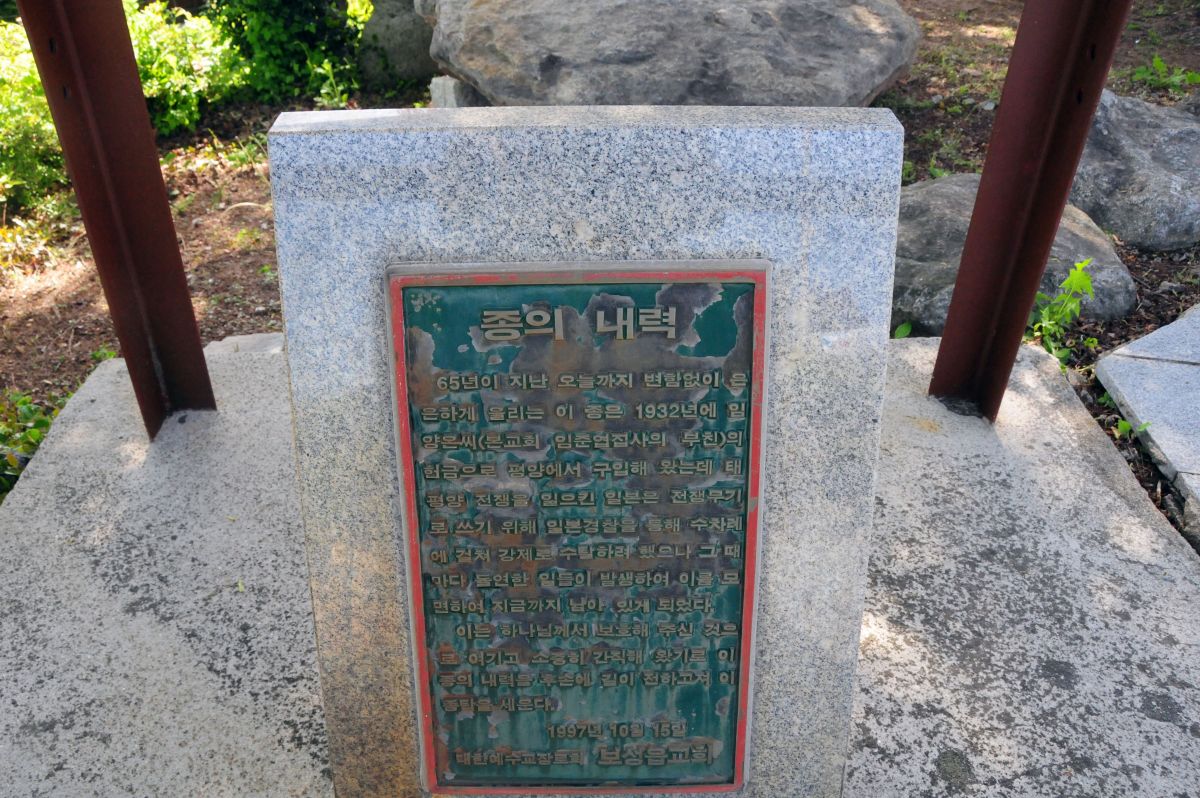 종의 내력
65년이 지난 오늘까지 변함없이 은
은하게 울리는 이 종은 1932년에 임
양옥씨(본교회 임춘엽집사의 부친)의
헌금으로 평양에서 구입해 왔는데 태
평양 전쟁을 일으킨 일본은 전쟁무기
로 쓰기 위해 일본경찰을 통해 수차례
에 걸쳐 강제로 수탈하려 했으나 그 때
마다 돌연한 일들이 발생하여 이를 모
면하여 지금까지 남아 있게 되었다.
이는 하나님께서 보호해 주신 것으
로 여기고 소중히 간직해 왔기로 이
종의 내력을 후손에 길이 전하고저 이
종탑을 세운다.
1997년 10월 15일
대한예수교장로회 보성읍교회